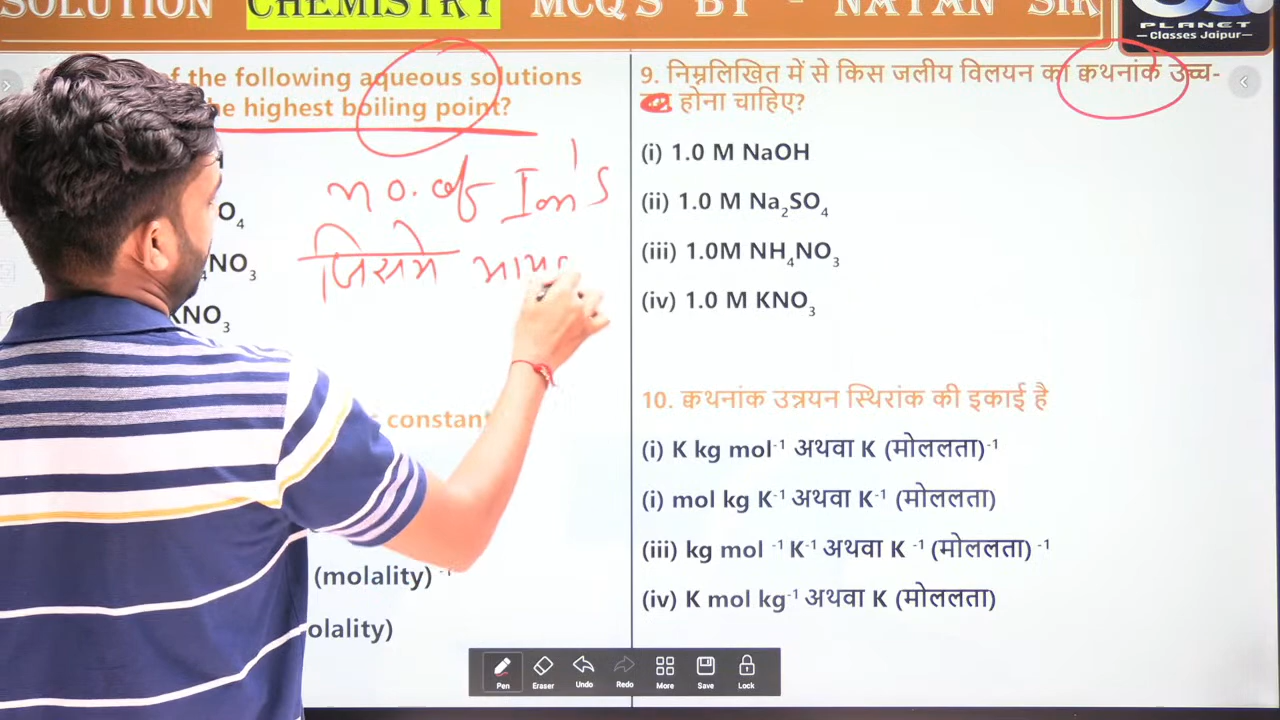 SOLUTION CHEMISTRY MCQ'S BY - NAYAN SIR
PLANET
—Classes Jaipur—
of the following aqueous solutions
the highest boiling point?
no. of Ion's
जिसमे
O₄
₄NO₃
KNO₃
constant
(molality) ⁻¹
olality)
9. निम्नलिखित में से किस जलीय विलयन का क्वथनांक उच्च-
होना चाहिए?
(i) 1.0 M NaOH
(ii) 1.0 M Na₂SO₄
(iii) 1.0M NH₄NO₃
(iv) 1.0 M KNO₃
10. क्वथनांक उन्नयन स्थिरांक की इकाई है
(i) K kg mol⁻¹ अथवा K (मोललता)⁻¹
(i) mol kg K⁻¹ अथवा K⁻¹ (मोललता)
(iii) kg mol ⁻¹ K⁻¹ अथवा K ⁻¹ (मोललता) ⁻¹
(iv) K mol kg⁻¹ अथवा K (मोललता)
Pen Eraser Undo Redo More Save Lock